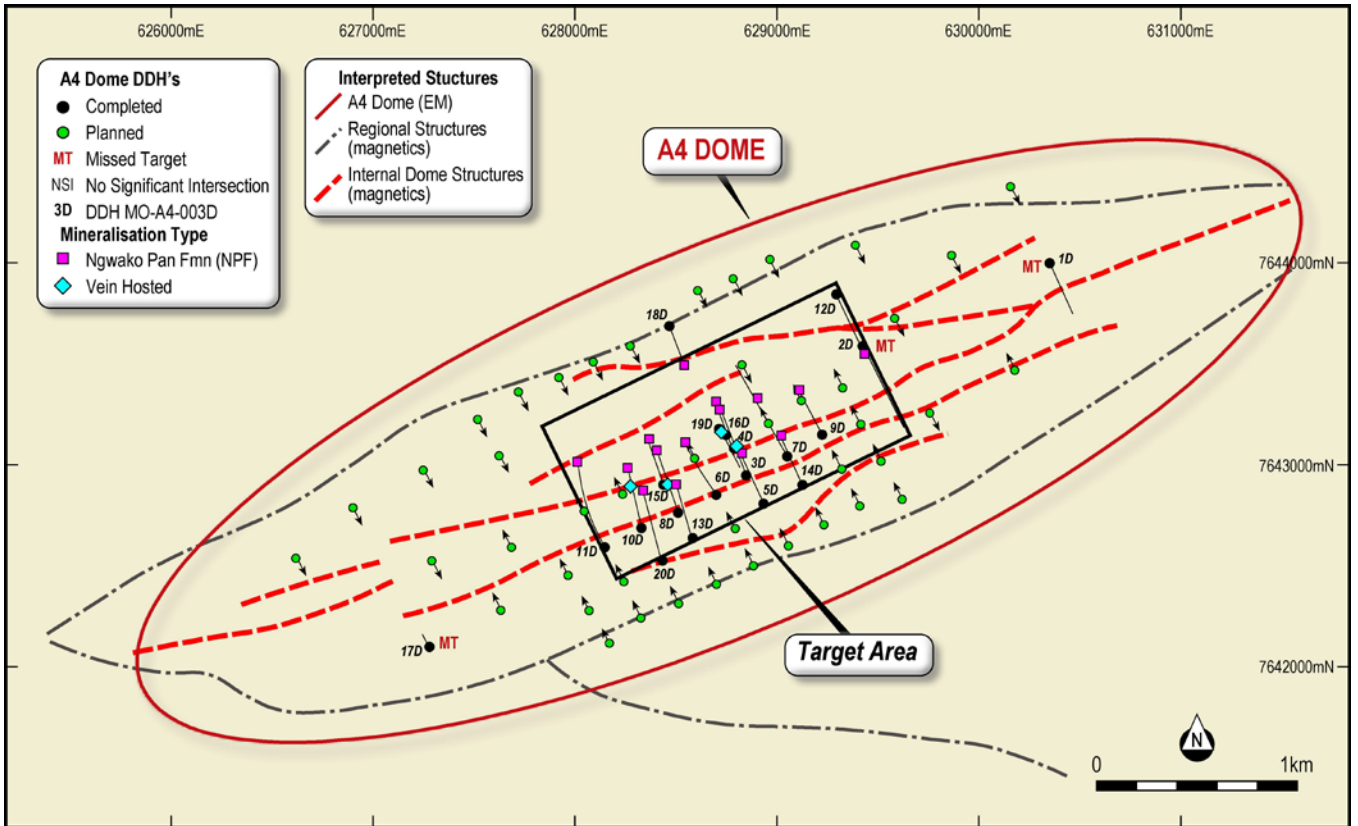 626000mE
627000mE
628000mE
629000mE
630000mE
631000mE
A4 Dome DDH's
Completed
Planned
MT Missed Target
NSI No Significant Intersection
3D DDH MO-A4-003D
Mineralisation Type
Ngwako Pan Fmn (NPF)
Vein Hosted
Interpreted Stuctures
A4 Dome (EM)
Regional Structures
(magnetics)
Internal Dome Structures
(magnetics)
A4 DOME
7644000mN
MT 1D
12D
18D
2D MT
19D 16D
4D
9D
7D
3D
6D
14D
15D
5D
8D
13D
10D
11D
20D
7643000mN
17D MT
Target Area
7642000mN
N
0 1km